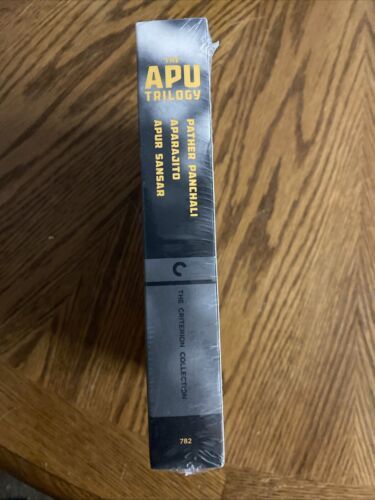 THE
APU
TRILOGY
PATHER PANCHALI
APARAJITO
APUR SANSAR
THE CRITERION COLLECTION
782